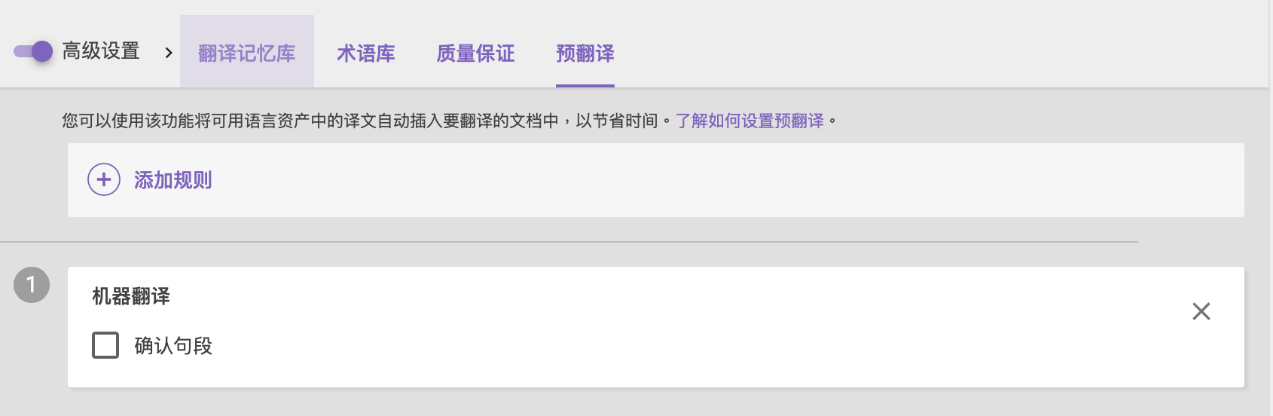 高级设置 翻译记忆库 术语库 质量保证 预翻译
您可以使用该功能将可用语言资产中的译文自动插入要翻译的文档中，以节省时间。了解如何设置预翻译。
添加规则
1
机器翻译
确认句段